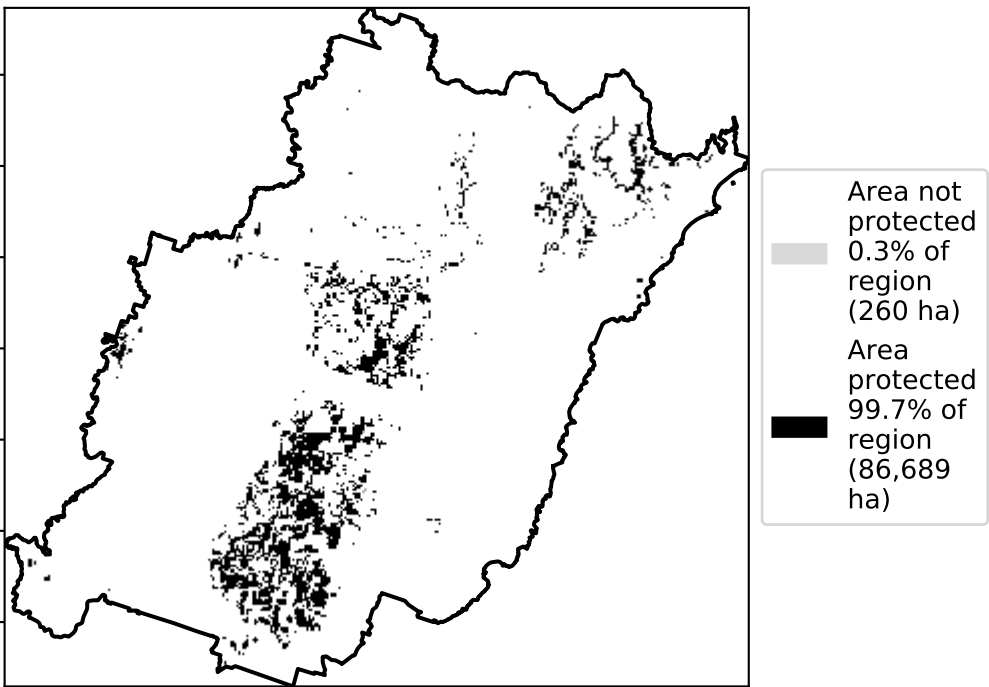 Area not
protected
0.3% of
region
(260 ha)
Area
protected
99.7% of
region
(86,689
ha)